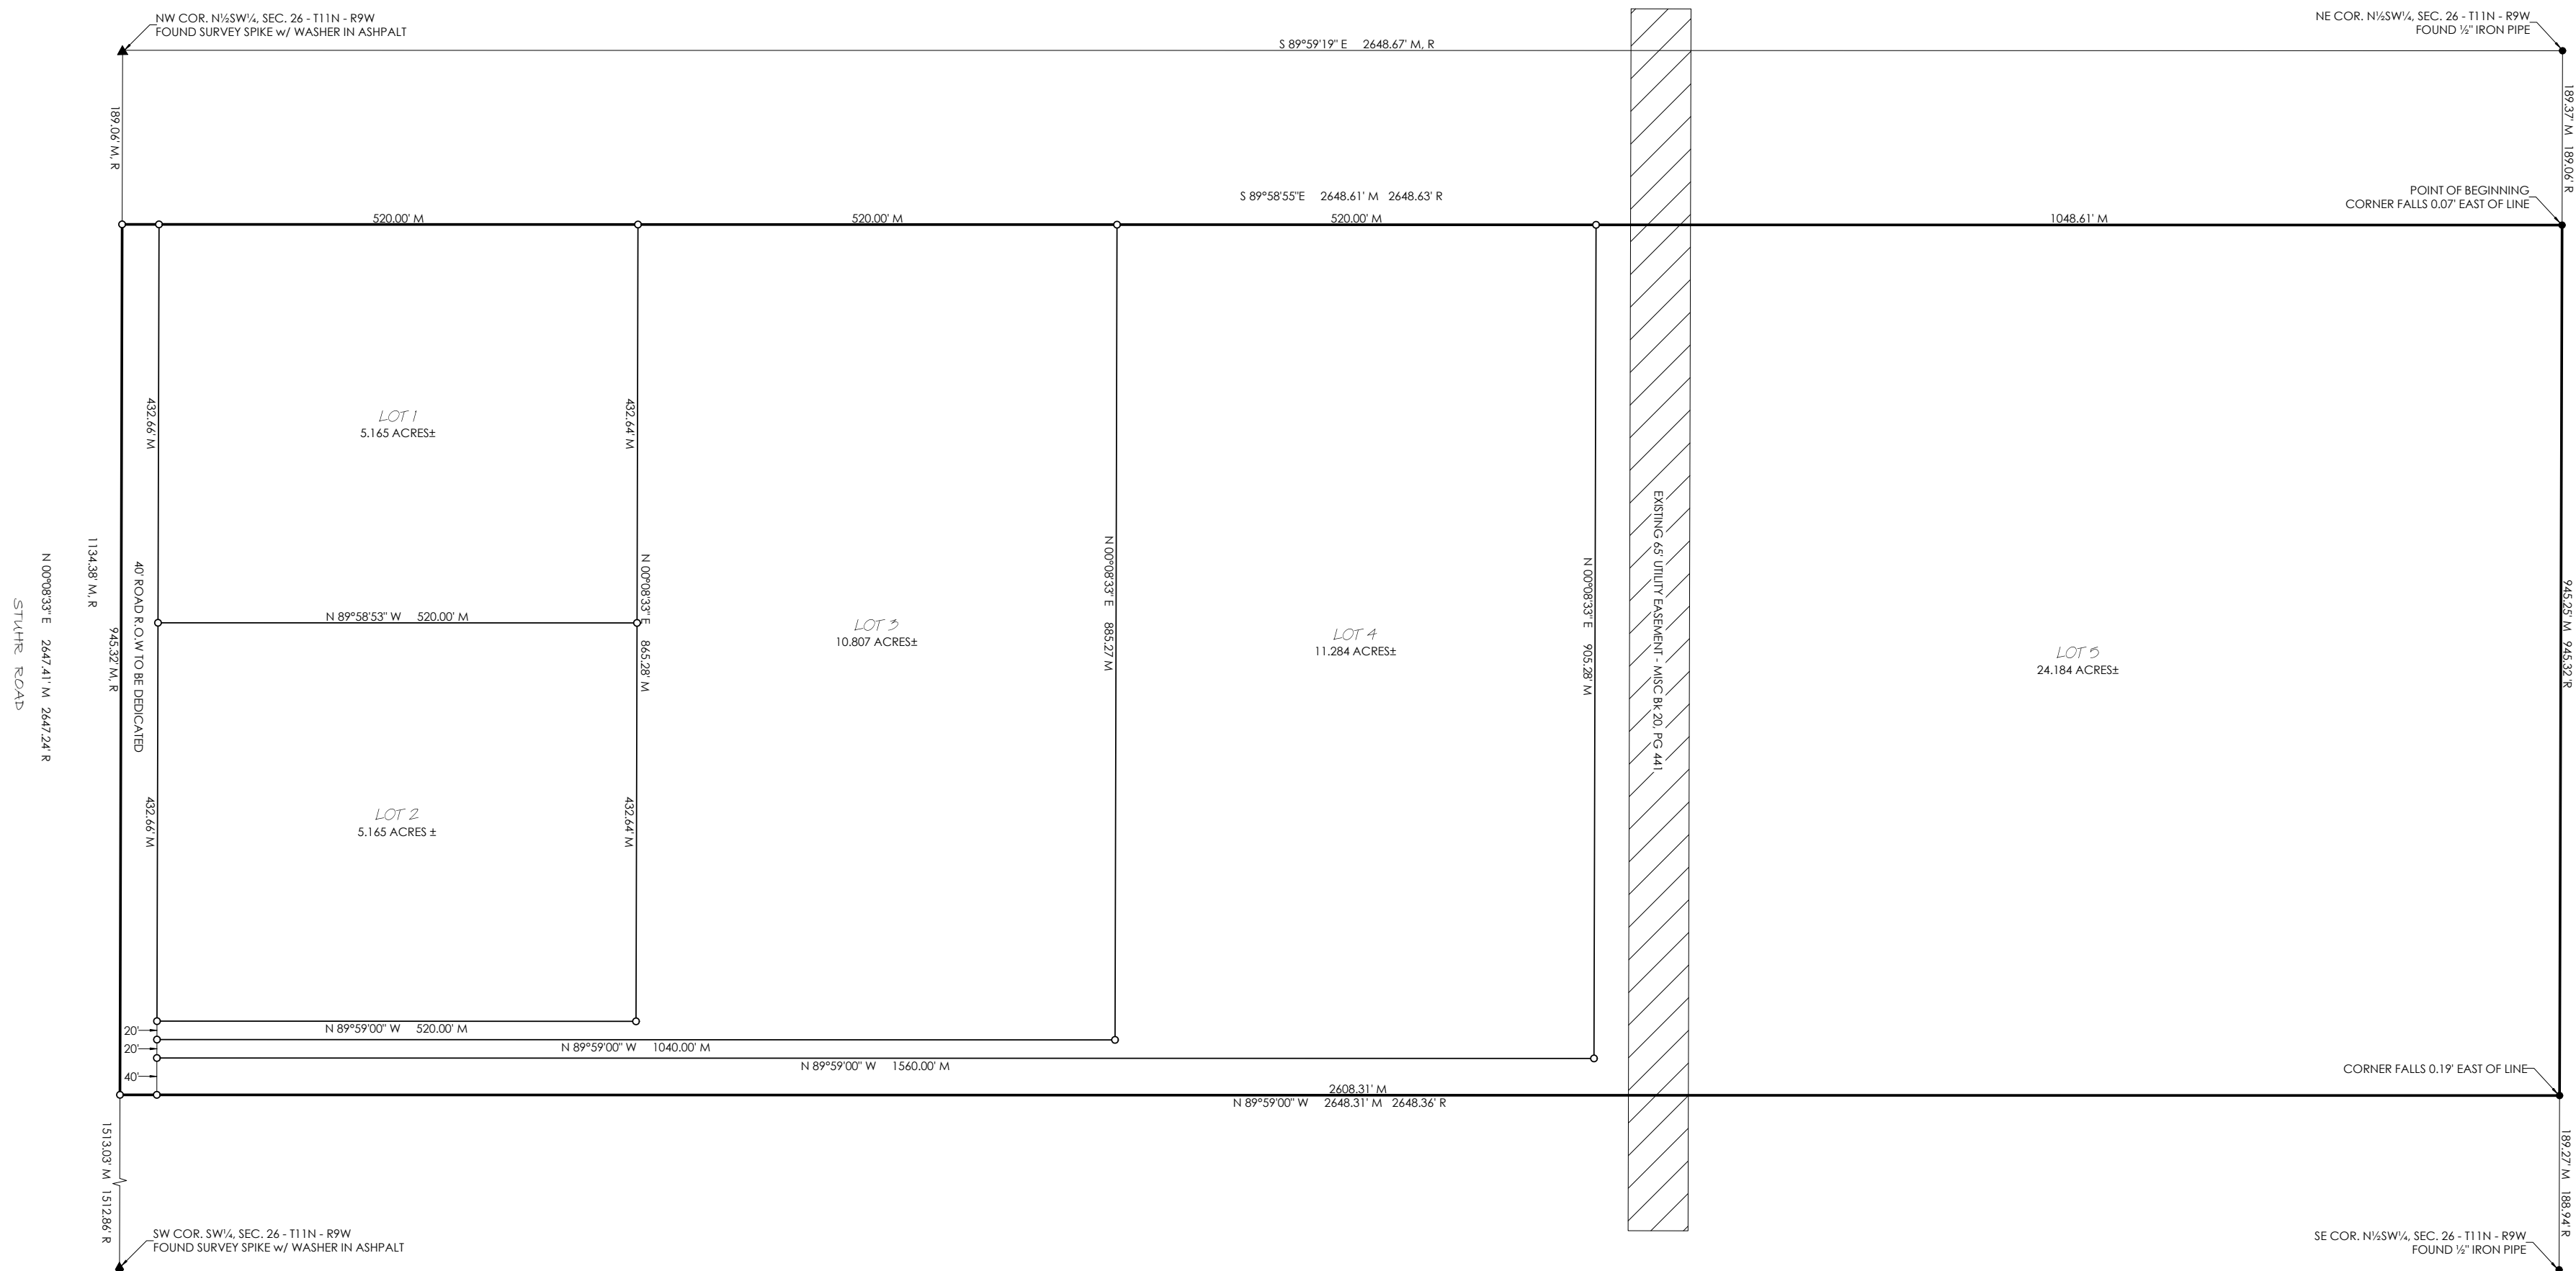 NW COR. N½SW¼, SEC. 26 - T11N - R9W
FOUND SURVEY SPIKE w/ WASHER IN ASHPALT
S 89°59'19" E 2648.67' M, R
NE COR. N½SW¼, SEC. 26 - T11N - R9W
FOUND ½" IRON PIPE
189.06' M, R
189.37' M 189.06' R
S 89°58'55"E 2648.61' M 2648.63' R
POINT OF BEGINNING
CORNER FALLS 0.07' EAST OF LINE
520.00' M
520.00' M
520.00' M
1048.61' M
432.66' M
LOT 1
5.165 ACRES±
432.64' M
STUHR ROAD
N 00°08'33" E 2647.41' M 2647.24' R
1134.38' M, R
945.32' M, R
40' ROAD R.O.W TO BE DEDICATED
N 89°58'53" W 520.00' M
N 00°08'33" E 865.28' M
LOT 3
10.807 ACRES±
N 00°08'33" E 885.27 M
LOT 4
11.284 ACRES±
N 00°08'33" E 905.28' M
EXISTING 65' UTILITY EASEMENT - MISC BK 20, PG 441
LOT 5
24.184 ACRES±
945.25' M 945.32 'R
432.66' M
LOT 2
5.165 ACRES ±
432.64' M
20'
N 89°59'00" W 520.00' M
20'
N 89°59'00" W 1040.00' M
40'
N 89°59'00" W 1560.00' M
CORNER FALLS 0.19' EAST OF LINE
2608.31' M
N 89°59'00" W 2648.31' M 2648.36' R
1513.03' M 1512.86' R
189.27' M 188.94' R
SW COR. SW¼, SEC. 26 - T11N - R9W
FOUND SURVEY SPIKE w/ WASHER IN ASHPALT
SE COR. N½SW¼, SEC. 26 - T11N - R9W
FOUND ½" IRON PIPE